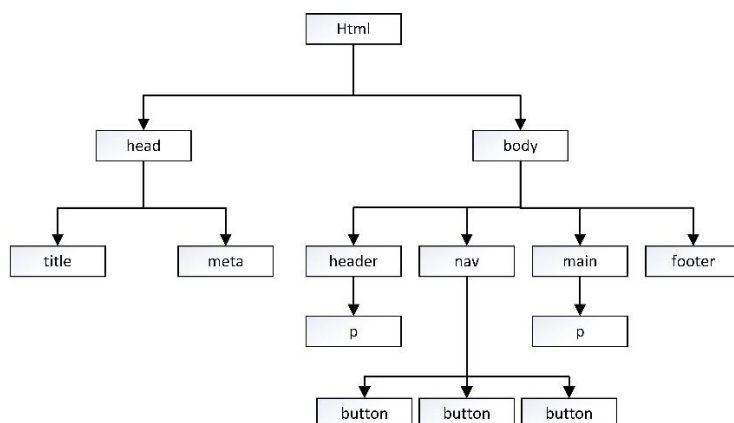 Html
head
body
title
meta
header
nav
main
footer
p
p
button
button
button